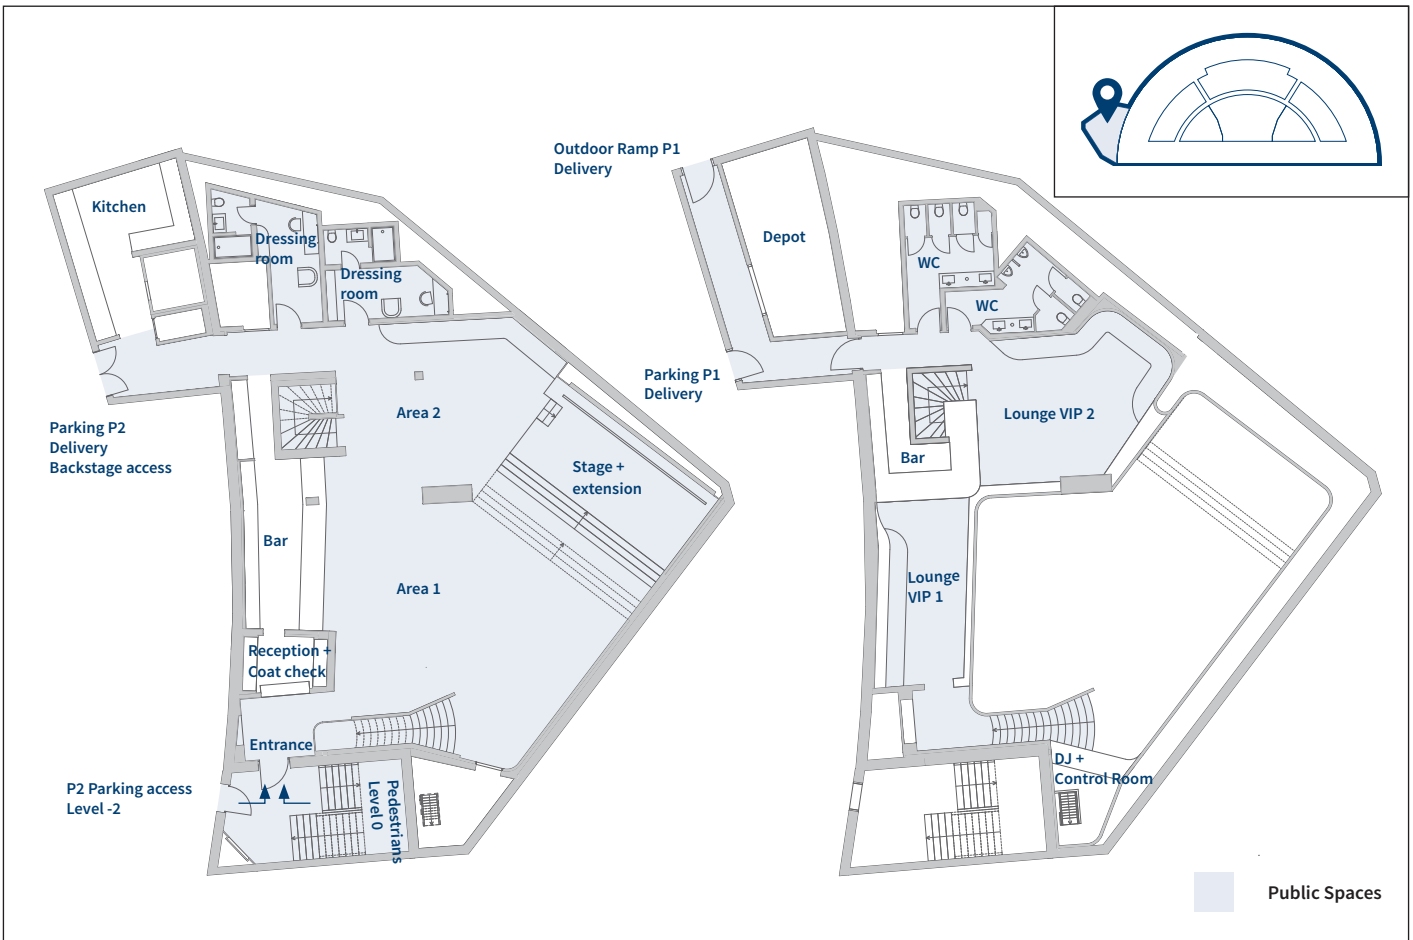 Outdoor Ramp P1
Delivery
Kitchen
Dressing
room
Dressing
room
Depot
WC
WC
Parking P1
Delivery
Area 2
Lounge VIP 2
Parking P2
Delivery
Backstage access
Stage +
extension
Bar
Bar
Area 1
Lounge
VIP 1
Reception +
Coat check
Entrance
P2 Parking access
Level -2
Pedestrians
Level 0
DJ +
Control Room
Public Spaces